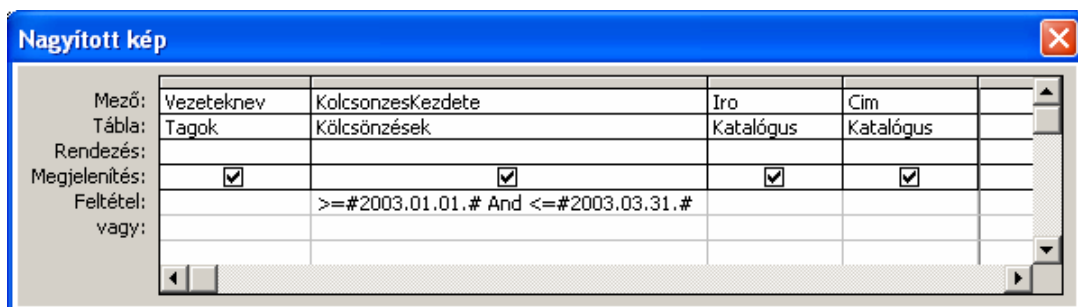 Nagyított kép
Mező: Vezeteknev KolcsonzesKezdete Iro Cim
Tábla: Tagok Kölcsönzések Katalógus Katalógus
Rendezés:
Megjelenítés:
Feltétel: >=#2003.01.01.# And <=#2003.03.31.#
vagy: